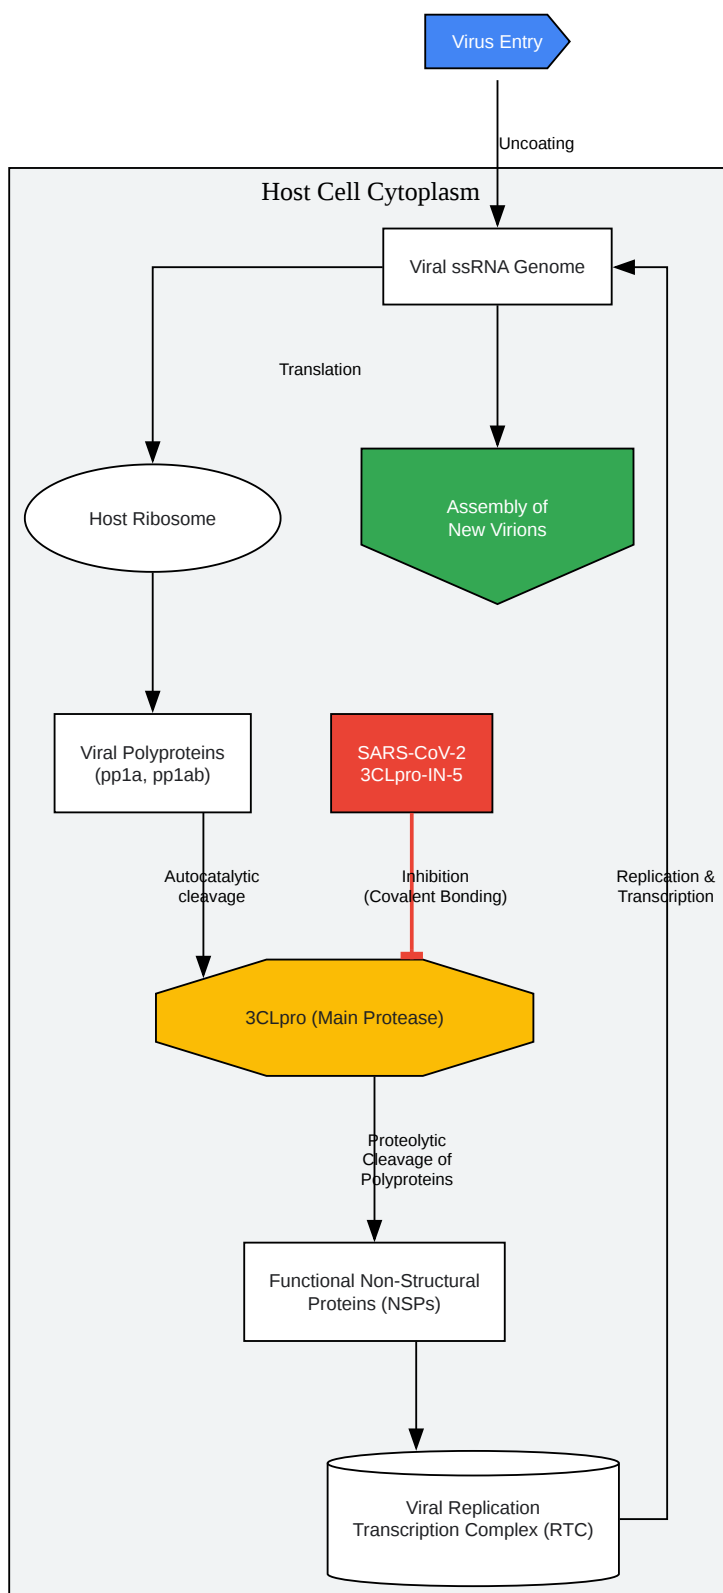 Virus Entry
Uncoating
Host Cell Cytoplasm
Viral ssRNA Genome
Translation
Host Ribosome
Assembly of
New Virions
Viral Polyproteins
(pp1a, pp1ab)
SARS-CoV-2
3CLpro-IN-5
Autocatalytic
cleavage
Inhibition
(Covalent Bonding)
Replication &
Transcription
3CLpro (Main Protease)
Proteolytic
Cleavage of
Polyproteins
Functional Non-Structural
Proteins (NSPs)
Viral Replication
Transcription Complex (RTC)